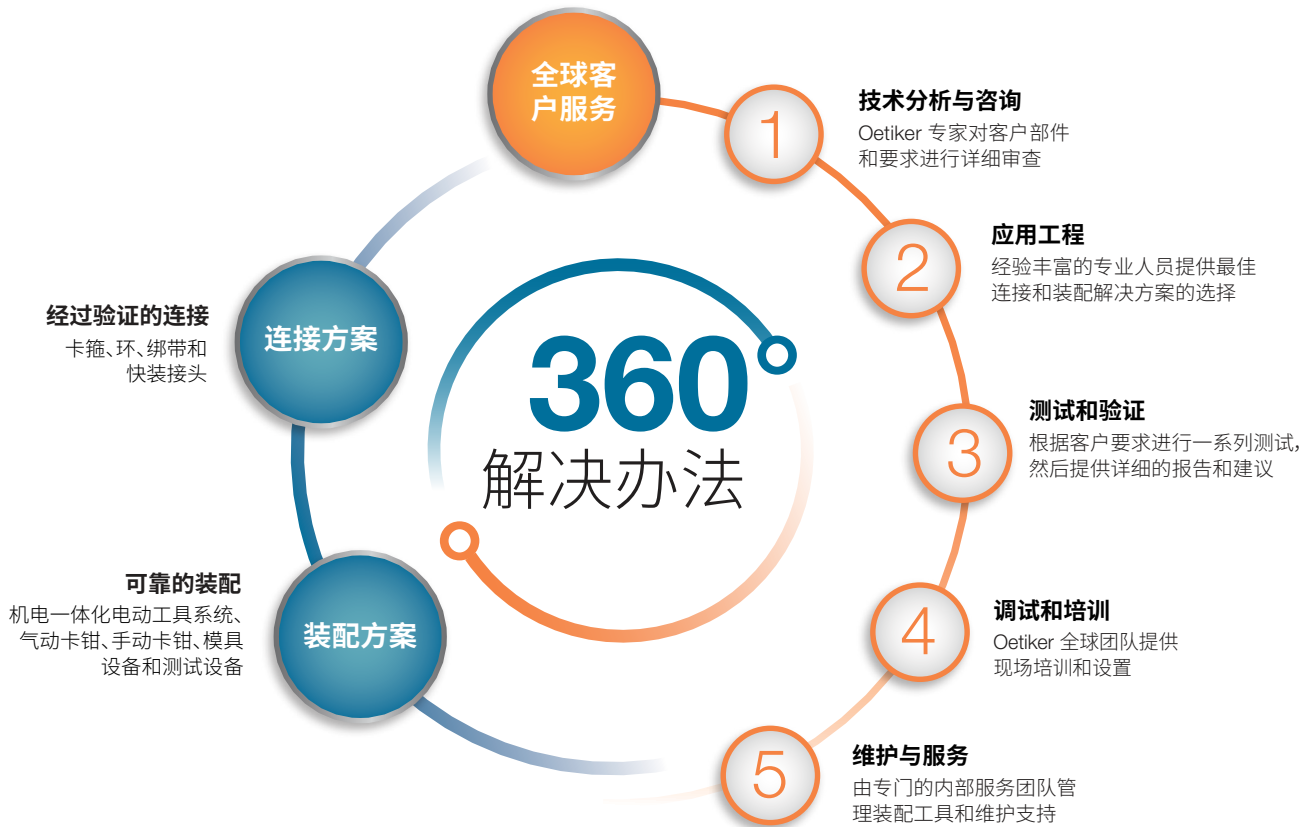 全球客
户服务
1
技术分析与咨询
Oetiker 专家对客户部件
和要求进行详细审查
2
应用工程
经验丰富的专业人员提供最佳
连接和装配解决方案的选择
3
测试和验证
根据客户要求进行一系列测试,
然后提供详细的报告和建议
4
调试和培训
Oetiker 全球团队提供
现场培训和设置
5
维护与服务
由专门的内部服务团队管
理装配工具和维护支持
360°
解决办法
连接方案
经过验证的连接
卡箍、环、绑带和
快装接头
装配方案
可靠的装配
机电一体化电动工具系统、
气动卡钳、手动卡钳、模具
设备和测试设备